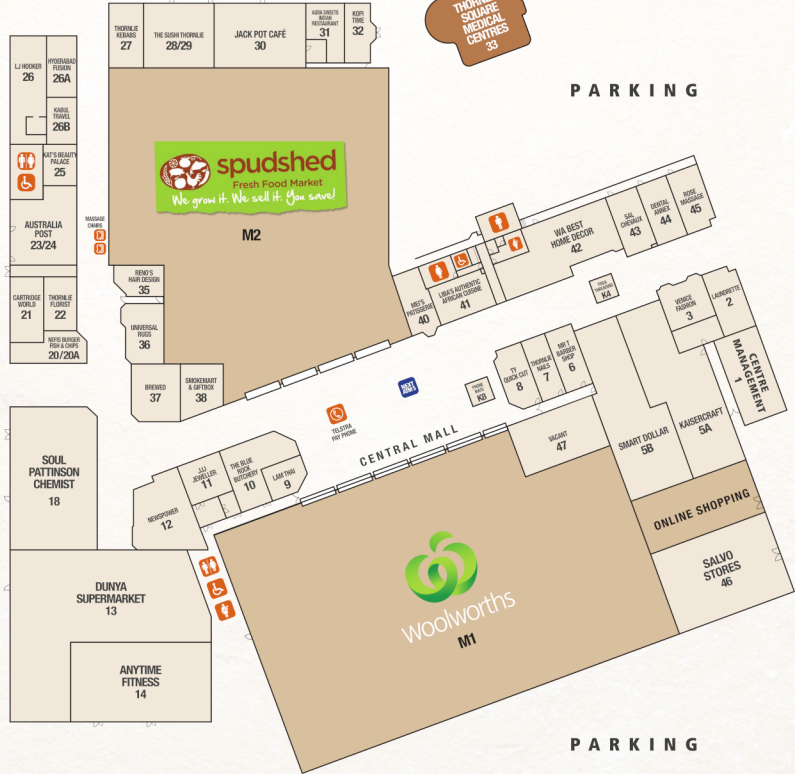 THORNLIE
SQUARE
MEDICAL
CENTRES
33
PARKING
THORNLIE
KEBABS
27
THE SUSHI THORNLIE
28/29
JACK POT CAFÉ
30
AGRA SWEETS
INDIAN
RESTAURANT
31
KOPI
TIME
32
LJ HOOKER
26
HYDERABAD
FUSION
26A
KABUL
TRAVEL
26B
KAT'S BEAUTY
PALACE
25
AUSTRALIA
POST
23/24
MASSAGE
CHAIRS
CARTRIDGE
WORLD
21
THORNLIE
FLORIST
22
NEFIS BURGER
FISH & CHIPS
20/20A
spudshed
Fresh Food Market
We grow it. We sell it. You save!
M2
RENO'S
HAIR DESIGN
35
UNIVERSAL
RUGS
36
BREWED
37
SMOKEMART
& GIFTBOX
38
MEI'S
PATISSERIE
40
LIBA'S AUTHENTIC
AFRICAN CUISINE
41
WA BEST
HOME DECOR
42
SAL
CHEVAUX
43
DENTAL
ANNEX
44
ROSE
MASSAGE
45
THREADING
K4
VENICE
FASHION
3
LAUNDRETTE
2
CENTRE
MANAGEMENT
1
TY
QUICK CUT
8
THORNLIE
NAILS
7
MR T
BARBER
SHOP
6
PHONE
K8
NEXT
ATMS
TELSTRA
PAY PHONE
CENTRAL MALL
VACANT
47
SMART DOLLAR
5B
KAISERCRAFT
5A
ONLINE SHOPPING
SALVO
STORES
46
SOUL
PATTINSON
CHEMIST
18
NEWSPOWER
12
JJJ
JEWELLER
11
THE BLUE
ROCK
BUTCHERY
10
LAM THAI
9
DUNYA
SUPERMARKET
13
ANYTIME
FITNESS
14
woolworths
M1
PARKING